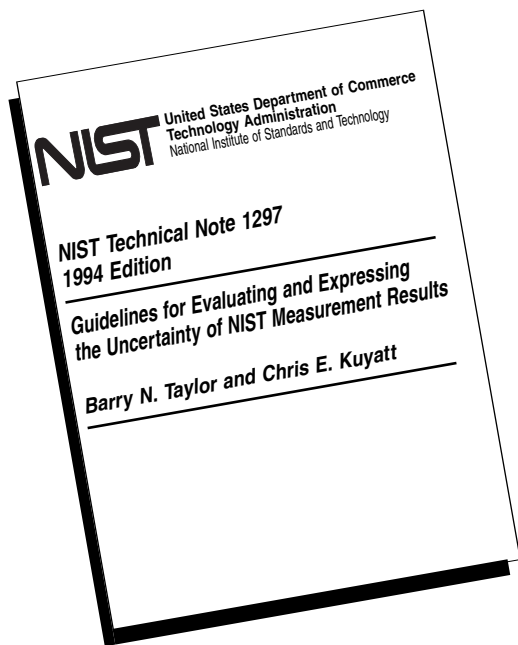 NIST
United States Department of Commerce
Technology Administration
National Institute of Standards and Technology
NIST Technical Note 1297
1994 Edition
Guidelines for Evaluating and Expressing
the Uncertainty of NIST Measurement Results
Barry N. Taylor and Chris E. Kuyatt